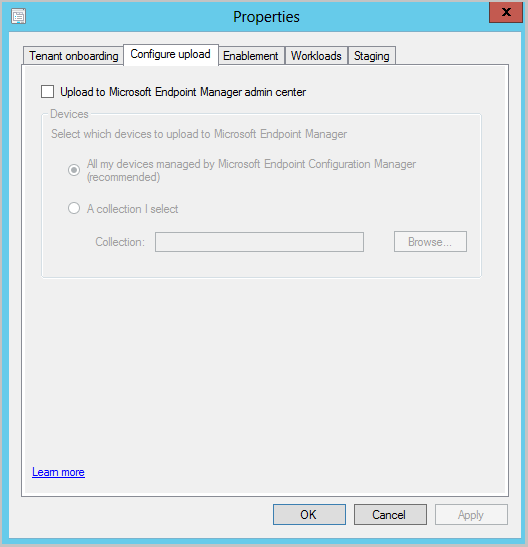 Properties
Tenant onboarding Configure upload Enablement Workloads Staging
Upload to Microsoft Endpoint Manager admin center
Devices
Select which devices to upload to Microsoft Endpoint Manager
All my devices managed by Microsoft Endpoint Configuration Manager
(recommended)
A collection I select
Collection: Browse...
Learn more
OK Cancel Apply